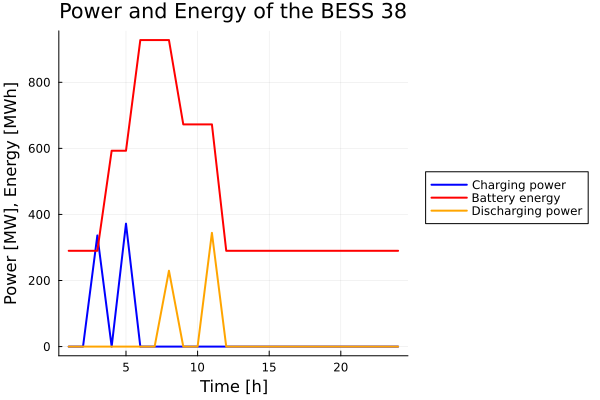 Power and Energy of the BESS 38
Power [MW], Energy [MWh]
800
600
400
200
0
5
10
15
20
Time [h]
Charging power
Battery energy
Discharging power